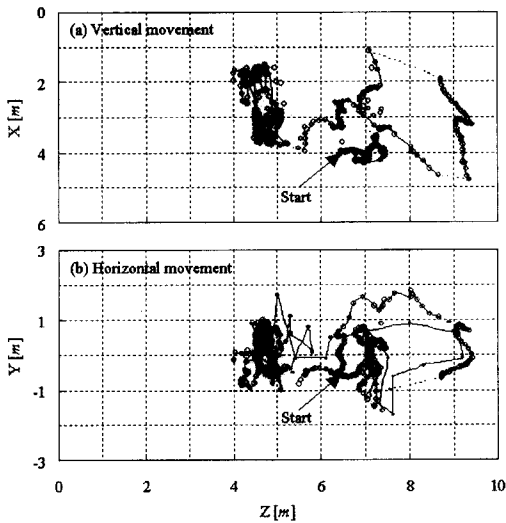 0
(a) Vertical movement
2
X [m]
4
Start
6
3
(b) Horizontal movement
1
Y [m]
-1
Start
-3
0 2 4 6 8 10
Z [m]